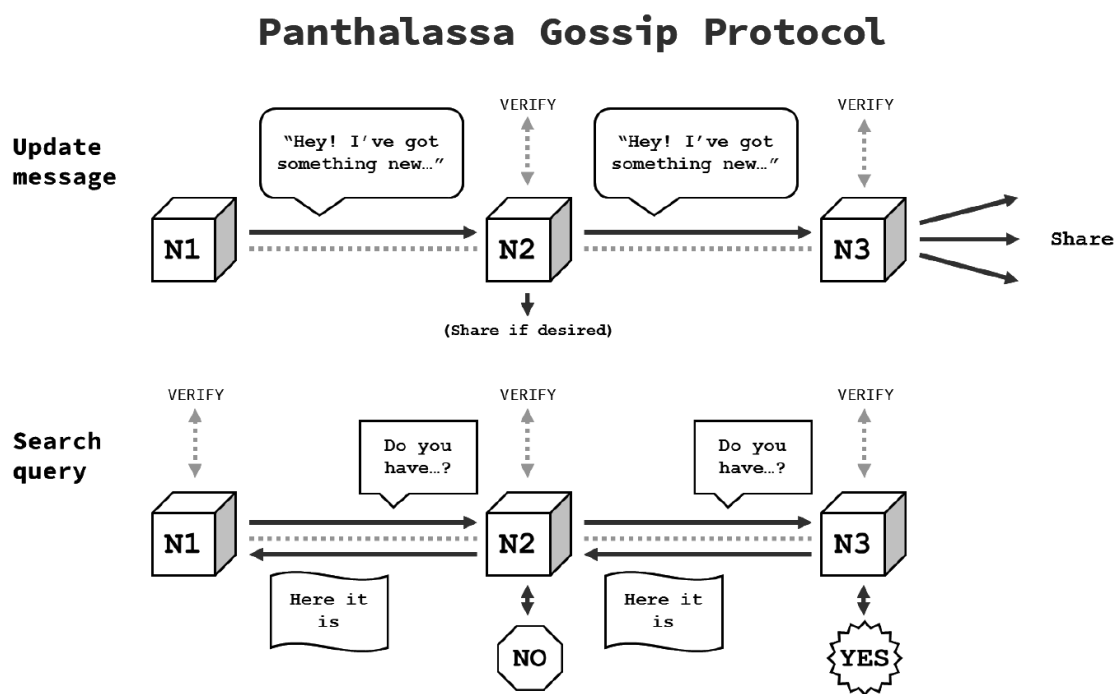 Panthalassa Gossip Protocol
Update
message
VERIFY
VERIFY
“Hey! I’ve got
something new…”
“Hey! I’ve got
something new…”
N1
N2
N3
Share
(Share if desired)
Search
query
VERIFY
VERIFY
VERIFY
Do you
have…?
Do you
have…?
N1
N2
N3
Here it
is
Here it
is
NO
YES